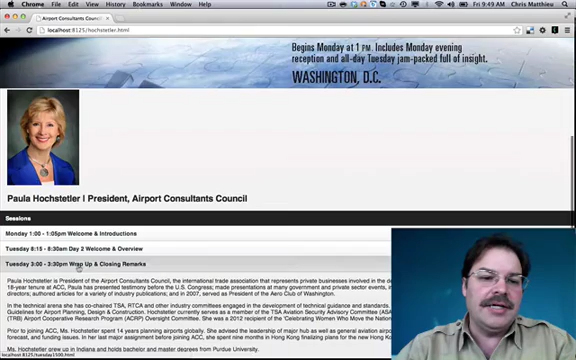 Chrome File Edit View History Bookmarks Window Help Fri 9:49 AM Chris Matthieu
Airport Consultants Council
localhost:8125/hochstetler.html
Begins Monday at 1 PM. Includes Monday evening
reception and all-day Tuesday jam-packed full of insight.
WASHINGTON, D.C.
Paula Hochstetler | President, Airport Consultants Council
Sessions
Monday 1:00 - 1:05pm Welcome & Introductions
Tuesday 8:15 - 8:30am Day 2 Welcome & Overview
Tuesday 3:00 - 3:30pm Wrap Up & Closing Remarks
Paula Hochstetler is President of the Airport Consultants Council, the international trade association that represents private businesses involved in the de
18-year tenure at ACC, Paula has presented testimony before the U.S. Congress; made presentations at many government and private sector
directors; authored articles for a variety of industry publications; and in 2007, served as President of the Aero Club of Washington.
In the technical arena she has co-chaired TSA, RTCA and other industry committees engaged in the development of technical guidance and standards.
Guidelines for Airport Planning, Design & Construction. Hochstetler currently serves as a member of the TSA Aviation Security Advisory Committee (ASA
(TRB) Airport Cooperative Research Program (ACRP) Oversight Committee. She was a 2012 recipient of the "Celebrating Women Who Move the N
Prior to joining ACC, Ms. Hochstetler spent 14 years planning airports globally. She advised the leadership of major hub as well as general aviation airpo
forecast, and funding issues. In her last major assignment before joining ACC, she spent nine months in Hong Kong finalizing plans for the new Hong Ko
Ms. Hochstetler grew up in Indiana and holds bachelor and master degrees from Purdue University.
localhost:8125/tuesday1500.html